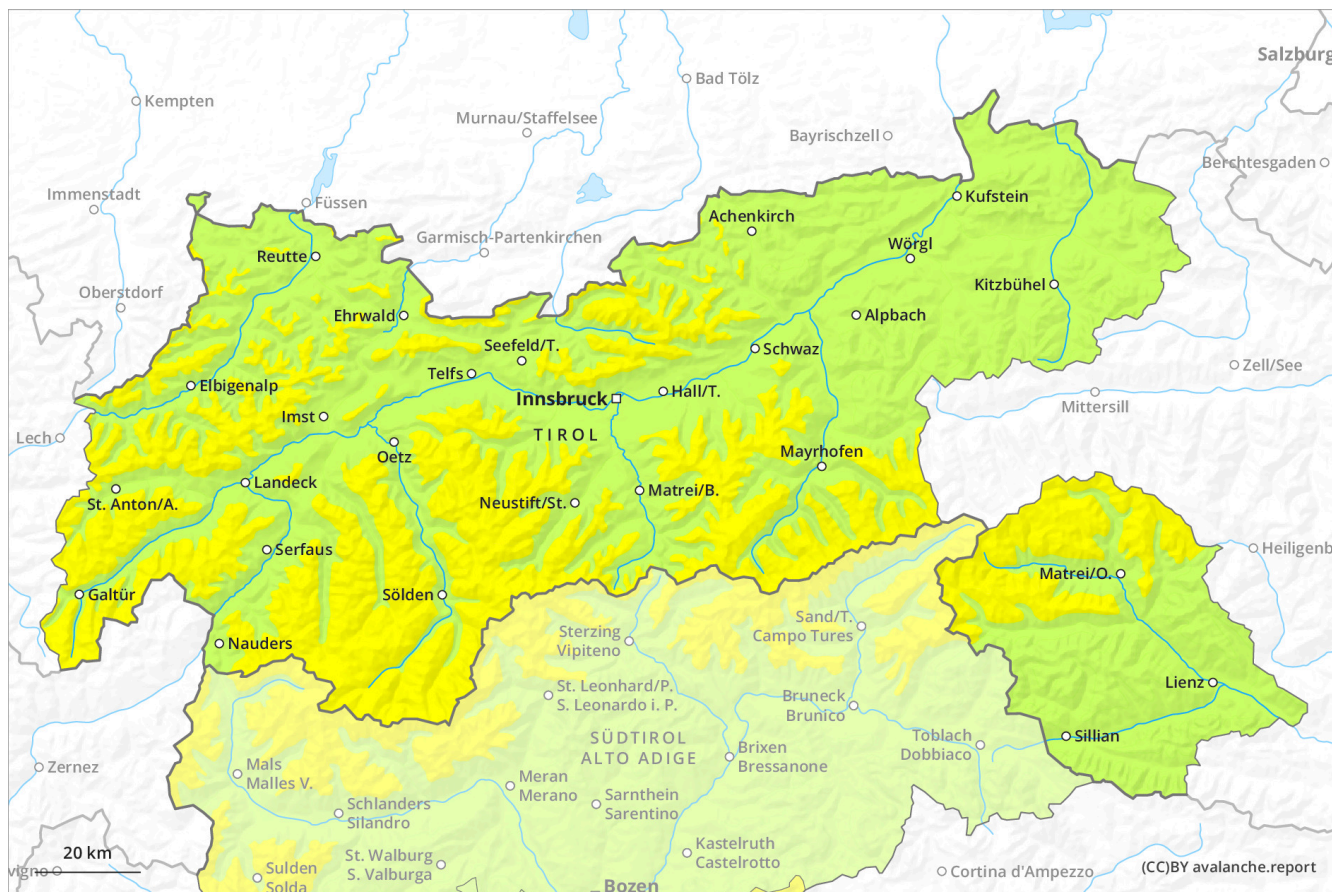 Salzburg
Kempten
Bad Tölz
Murnau/Staffelsee
Bayrischzell
Berchtesgaden
Immenstadt
Füssen
Kufstein
Achenkirch
Garmisch-Partenkirchen
Wörgl
Reutte
Oberstdorf
Kitzbühel
Ehrwald
Alpbach
Seefeld/T.
Schwaz
Zell/See
Telfs
Elbigenalp
Hall/T.
Innsbruck
Mittersill
Imst
Lech
TIROL
Mayrhofen
Oetz
Landeck
Matrei/B.
St. Anton/A.
Neustift/St.
Serfaus
Heiligenb
Matrei/O.
Galtür
Sölden
Sand/T.
Campo Tures
Sterzing
Vipiteno
Nauders
Lienz
St. Leonhard/P.
S. Leonardo i. P.
Bruneck
Brunico
SÜDTIROL
ALTO ADIGE
Sillian
Toblach
Dobbiaco
Brixen
Bressanone
Zernez
Mals
Malles V.
Meran
Merano
Schlanders
Silandro
Sarnthein
Sarentino
Kastelruth
Castelrotto
20 km
St. Walburg
S. Valburga
vigno
Sulden
Solda
Cortina d'Ampezzo
(CC)BY avalanche.report
Bozen